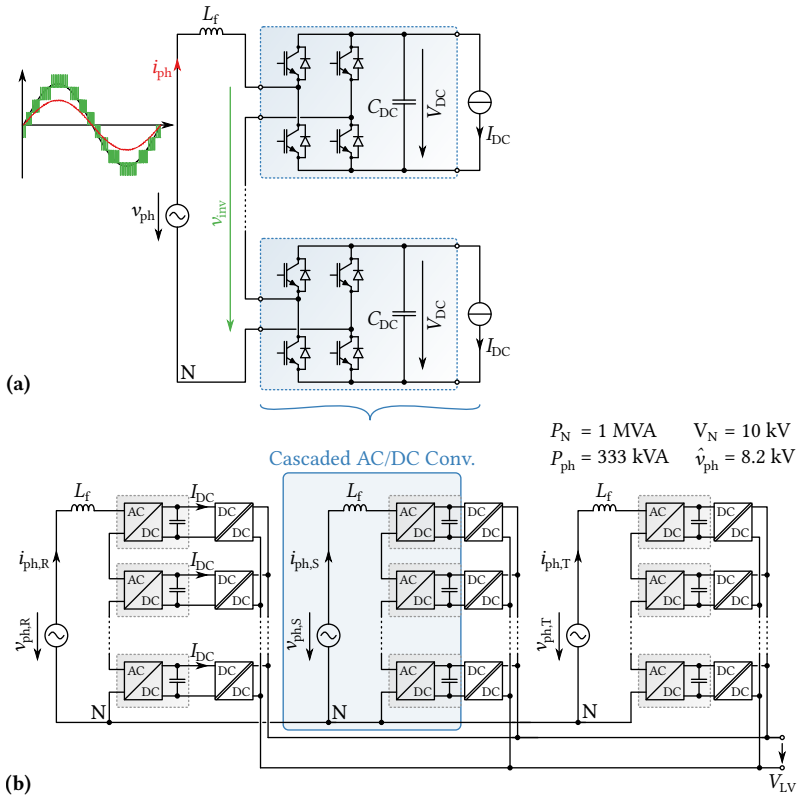 L_f
i_ph
C_DC
V_DC
I_DC
v_ph
v_inv
C_DC
V_DC
I_DC
N
(a)
P_N = 1 MVA V_N = 10 kV
P_ph = 333 kVA v̂_ph = 8.2 kV
Cascaded AC/DC Conv.
L_f I_DC L_f L_f
AC DC DC DC AC DC DC DC AC DC DC DC
i_ph,R I_DC i_ph,S i_ph,T
AC DC DC DC AC DC DC DC AC DC DC DC
v_ph,R v_ph,S v_ph,T
I_DC
AC DC DC DC AC DC DC DC AC DC DC DC
N N N
(b)
V_LV